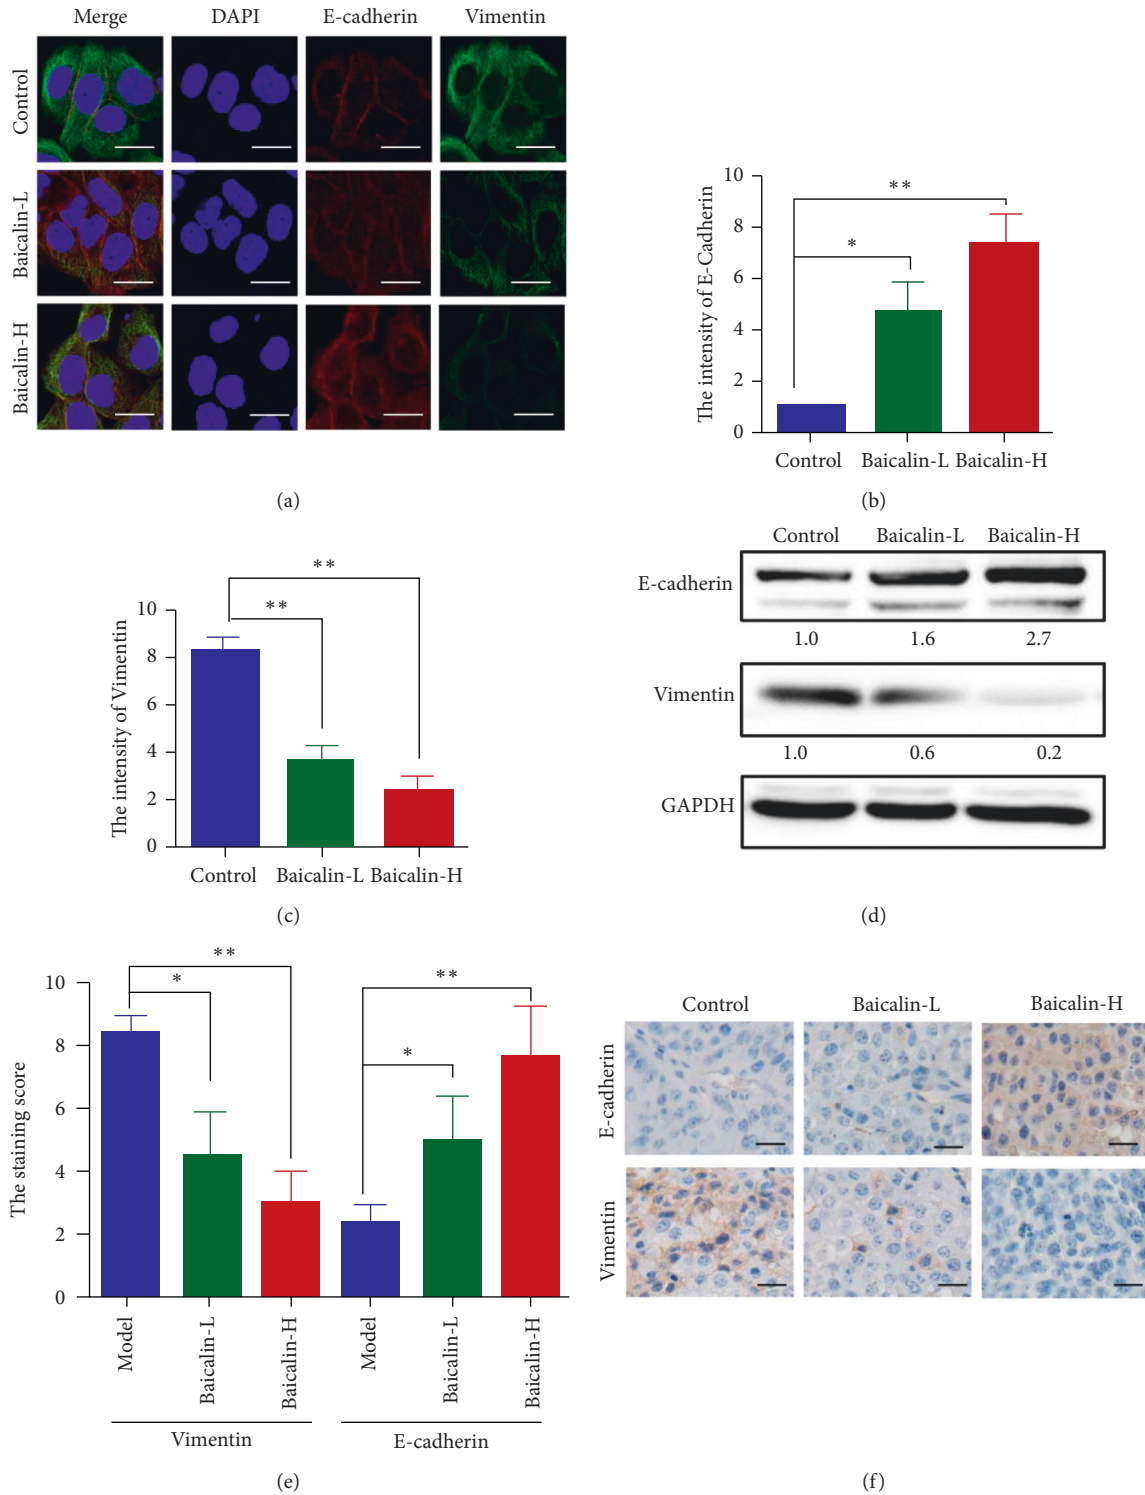 Merge DAPI E-cadherin Vimentin
Control
Baicalin-L
Baicalin-H
(a)
The intensity of E-Cadherin
10
8
6
4
2
0
**
*
Control Baicalin-L Baicalin-H
(b)
The intensity of Vimentin
10
8
6
4
2
0
**
**
Control Baicalin-L Baicalin-H
(c)
Control Baicalin-L Baicalin-H
E-cadherin
1.0 1.6 2.7
Vimentin
1.0 0.6 0.2
GAPDH
(d)
The staining score
10
8
6
4
2
0
**
*
**
*
Model Baicalin-L Baicalin-H Model Baicalin-L Baicalin-H
Vimentin E-cadherin
(e)
Control Baicalin-L Baicalin-H
E-cadherin
Vimentin
(f)